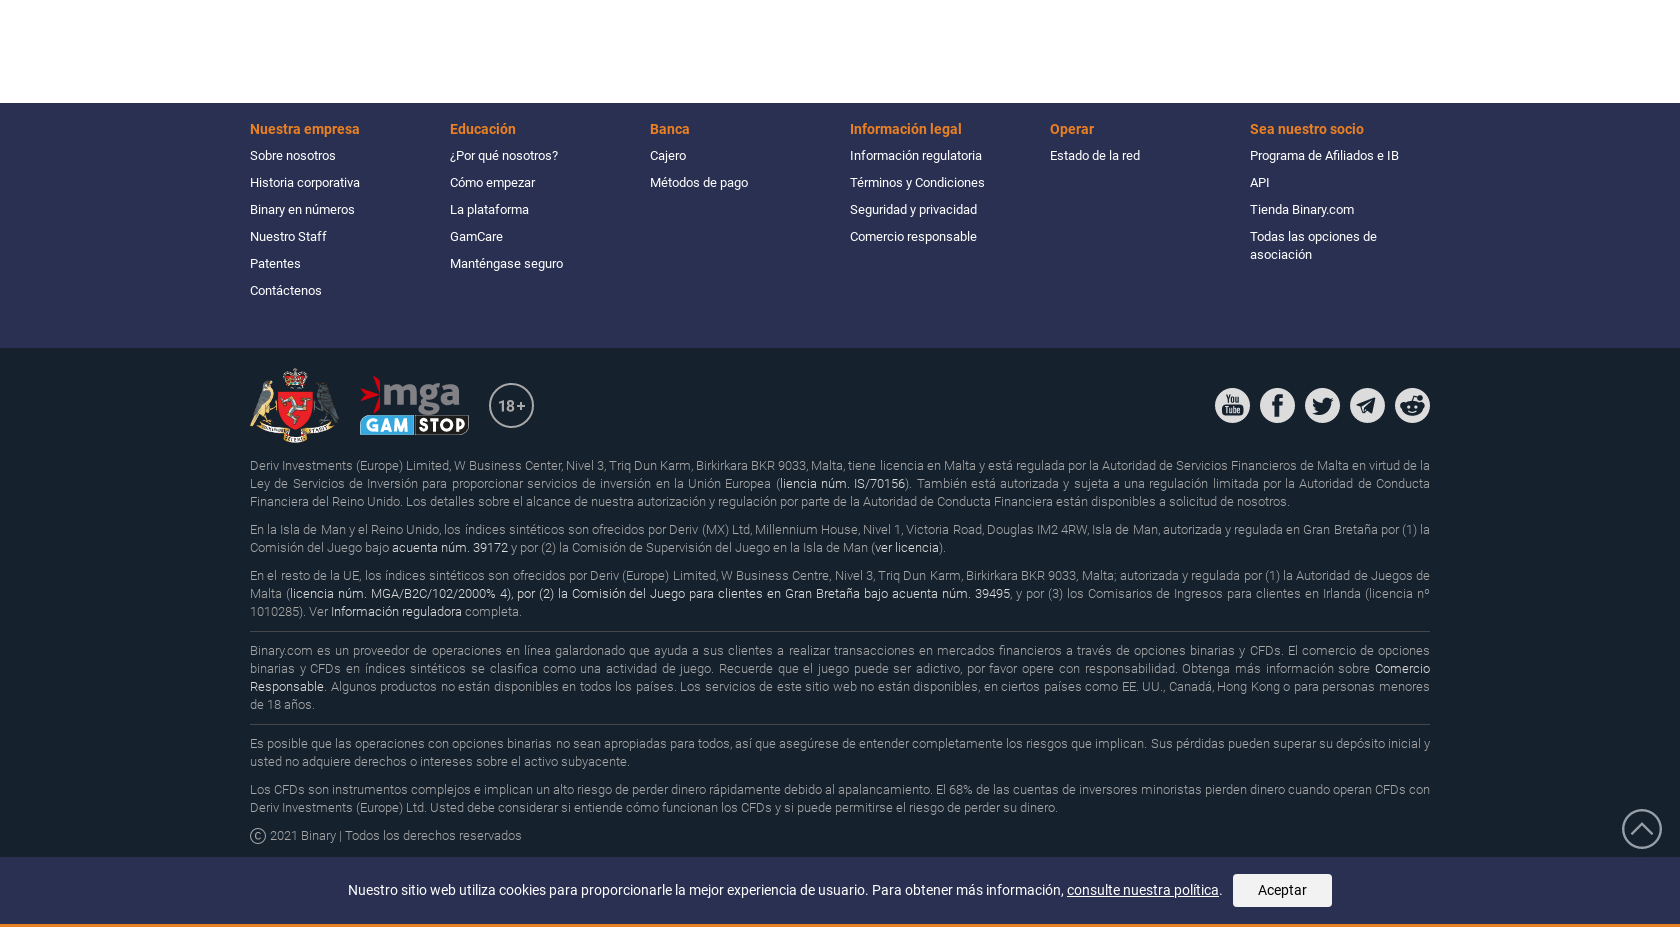 Nuestra empresa
Sobre nosotros
Historia corporativa
Binary en números
Nuestro Staff
Patentes
Contáctenos
Educación
¿Por qué nosotros?
Cómo empezar
La plataforma
GamCare
Manténgase seguro
Banca
Cajero
Métodos de pago
Información legal
Información regulatoria
Términos y Condiciones
Seguridad y privacidad
Comercio responsable
Operar
Estado de la red
Sea nuestro socio
Programa de Afiliados e IB
API
Tienda Binary.com
Todas las opciones de
asociación
mga
GAM STOP
18+
You
Tube
Deriv Investments (Europe) Limited, W Business Center, Nivel 3, Triq Dun Karm, Birkirkara BKR 9033, Malta, tiene licencia en Malta y está regulada por la Autoridad de Servicios Financieros de Malta en virtud de la
Ley de Servicios de Inversión para proporcionar servicios de inversión en la Unión Europea (liencia núm. IS/70156). También está autorizada y sujeta a una regulación limitada por la Autoridad de Conducta
Financiera del Reino Unido. Los detalles sobre el alcance de nuestra autorización y regulación por parte de la Autoridad de Conducta Financiera están disponibles a solicitud de nosotros.
En la Isla de Man y el Reino Unido, los índices sintéticos son ofrecidos por Deriv (MX) Ltd, Millennium House, Nivel 1, Victoria Road, Douglas IM2 4RW, Isla de Man, autorizada y regulada en Gran Bretaña por (1) la
Comisión del Juego bajo acuenta núm. 39172 y por (2) la Comisión de Supervisión del Juego en la Isla de Man (ver licencia).
En el resto de la UE, los índices sintéticos son ofrecidos por Deriv (Europe) Limited, W Business Centre, Nivel 3, Triq Dun Karm, Birkirkara BKR 9033, Malta; autorizada y regulada por (1) la Autoridad de Juegos de
Malta (licencia núm. MGA/B2C/102/2000% 4), por (2) la Comisión del Juego para clientes en Gran Bretaña bajo acuenta núm. 39495, y por (3) los Comisarios de Ingresos para clientes en Irlanda (licencia nº
1010285). Ver Información reguladora completa.
Binary.com es un proveedor de operaciones en línea galardonado que ayuda a sus clientes a realizar transacciones en mercados financieros a través de opciones binarias y CFDs. El comercio de opciones
binarias y CFDs en índices sintéticos se clasifica como una actividad de juego. Recuerde que el juego puede ser adictivo, por favor opere con responsabilidad. Obtenga más información sobre Comercio
Responsable. Algunos productos no están disponibles en todos los países. Los servicios de este sitio web no están disponibles, en ciertos países como EE. UU., Canadá, Hong Kong o para personas menores
de 18 años.
Es posible que las operaciones con opciones binarias no sean apropiadas para todos, así que asegúrese de entender completamente los riesgos que implican. Sus pérdidas pueden superar su depósito inicial y
usted no adquiere derechos o intereses sobre el activo subyacente.
Los CFDs son instrumentos complejos e implican un alto riesgo de perder dinero rápidamente debido al apalancamiento. El 68% de las cuentas de inversores minoristas pierden dinero cuando operan CFDs con
Deriv Investments (Europe) Ltd. Usted debe considerar si entiende cómo funcionan los CFDs y si puede permitirse el riesgo de perder su dinero.
© 2021 Binary | Todos los derechos reservados
Nuestro sitio web utiliza cookies para proporcionarle la mejor experiencia de usuario. Para obtener más información, consulte nuestra política. Aceptar